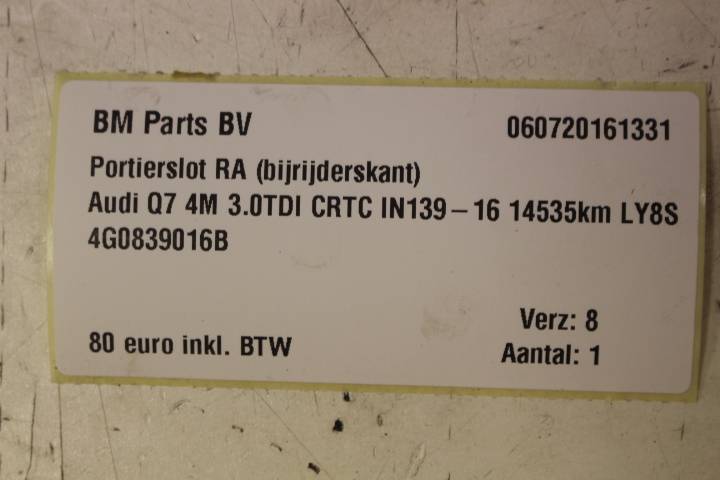 BM Parts BV 060720161331
Portierslot RA (bijrijderskant)
Audi Q7 4M 3.0TDI CRTC IN139-16 14535km LY8S
4G0839016B
Verz: 8
80 euro inkl. BTW Aantal: 1